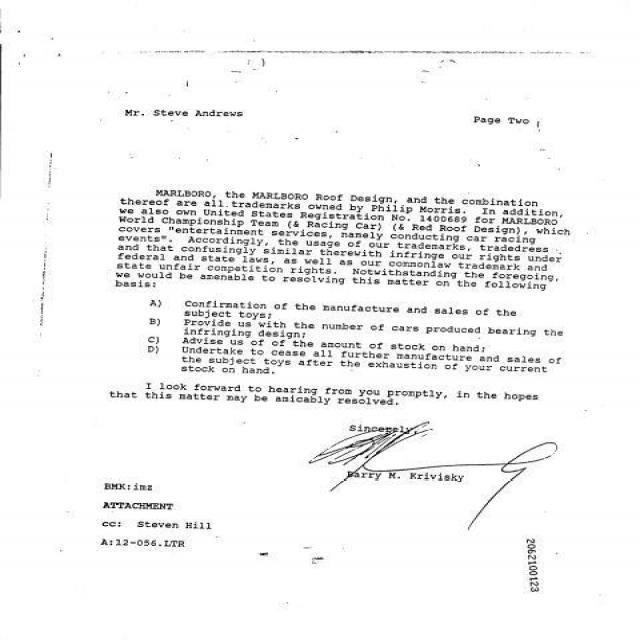 Mr. Steve Andrews
Page Two
MARLBORO, the MARLBORO Roof Design, and the combination
thereof are all trademarks owned by Philip Morris. In addition,
we also own United States Registration No. 1400689 for MARLBORO
World Championship Team (& Racing Car) (& Red Roof Design), which
covers "entertainment services, namely conducting car racing
events". Accordingly, the usage of our trademarks, tradedress
and that confusingly similar therewith infringe our rights under
federal and state laws, as well as our commonlaw trademark and
state unfair competition rights. Notwithstanding the foregoing,
we would be amenable to resolving this matter on the following
basis:
A) Confirmation of the manufacture and sales of the
subject toys;
B) Provide us with the number of cars produced bearing the
infringing design;
C) Advise us of of the amount of stock on hand;
D) Undertake to cease all further manufacture and sales of
the subject toys after the exhaustion of your current
stock on hand.
I look forward to hearing from you promptly, in the hopes
that this matter may be amicably resolved.
Sincerely,
Barry M. Krivisky
BMK:imz
ATTACHMENT
cc: Steven Hill
A:12-056.LTR
2062100123